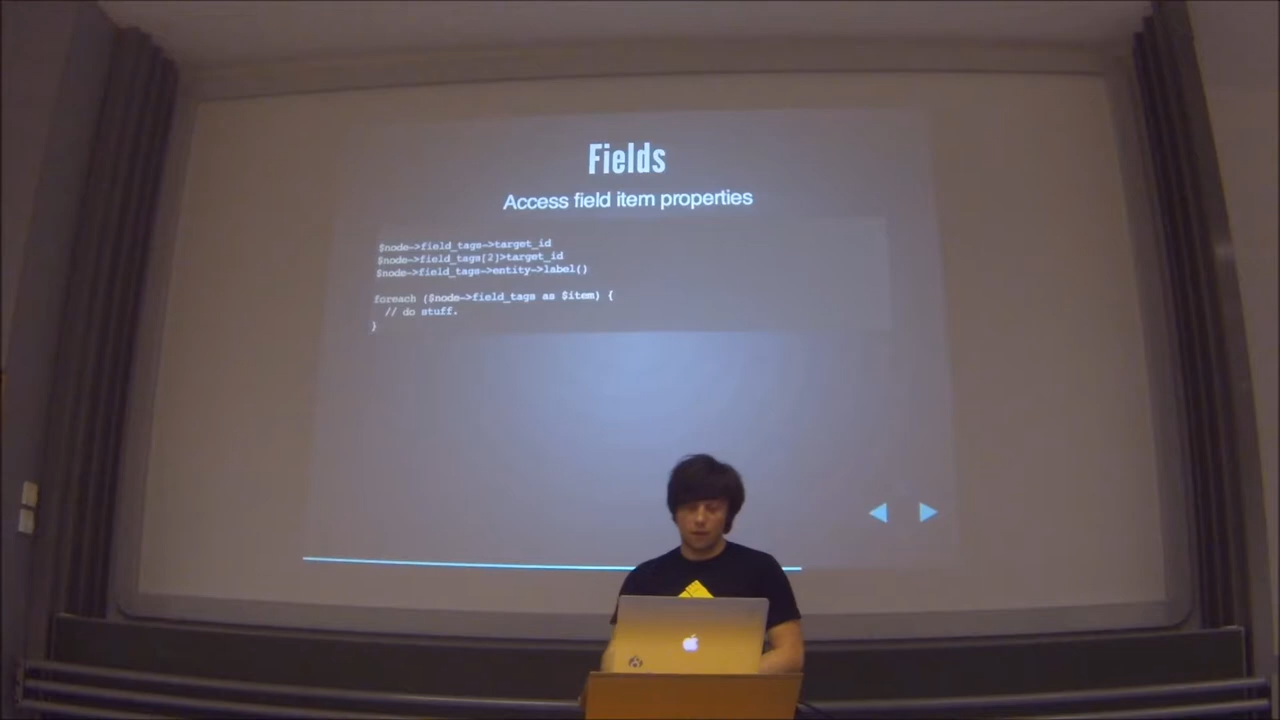 Fields
Access field item properties
$node->field_tags->target_id
$node->field_tags[2]>target_id
$node->field_tags->entity->label()
foreach ($node->field_tags as $item) {
// do stuff.
}